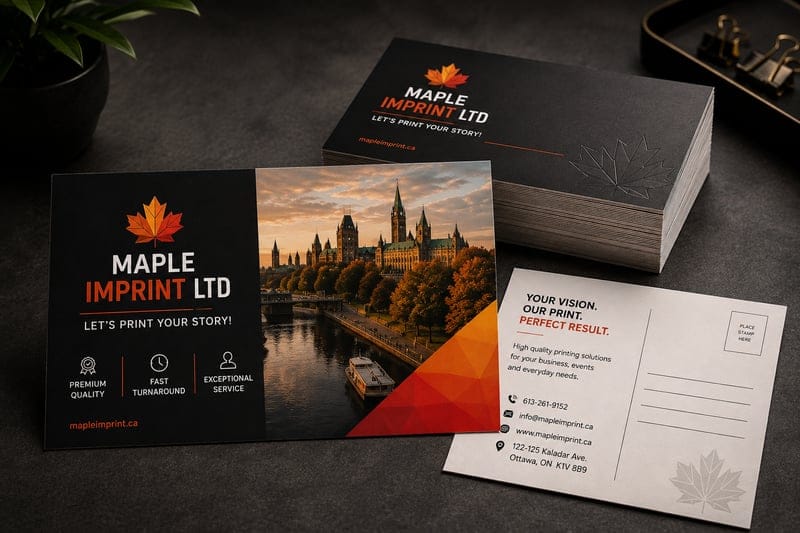 MAPLE
IMPRINT LTD
LET'S PRINT YOUR STORY!
PREMIUM
QUALITY
FAST
TURNAROUND
EXCEPTIONAL
SERVICE
mapleimprint.ca
MAPLE
IMPRINT LTD
LET'S PRINT YOUR STORY!
mapleimprint.ca
YOUR VISION.
OUR PRINT.
PERFECT RESULT.
High quality printing solutions
for your business, events
and everyday needs.
613-261-9152
info@mapleimprint.ca
www.mapleimprint.ca
122-125 Kaladar Ave.
Ottawa, ON K1V 8B9
PLACE
STAMP
HERE